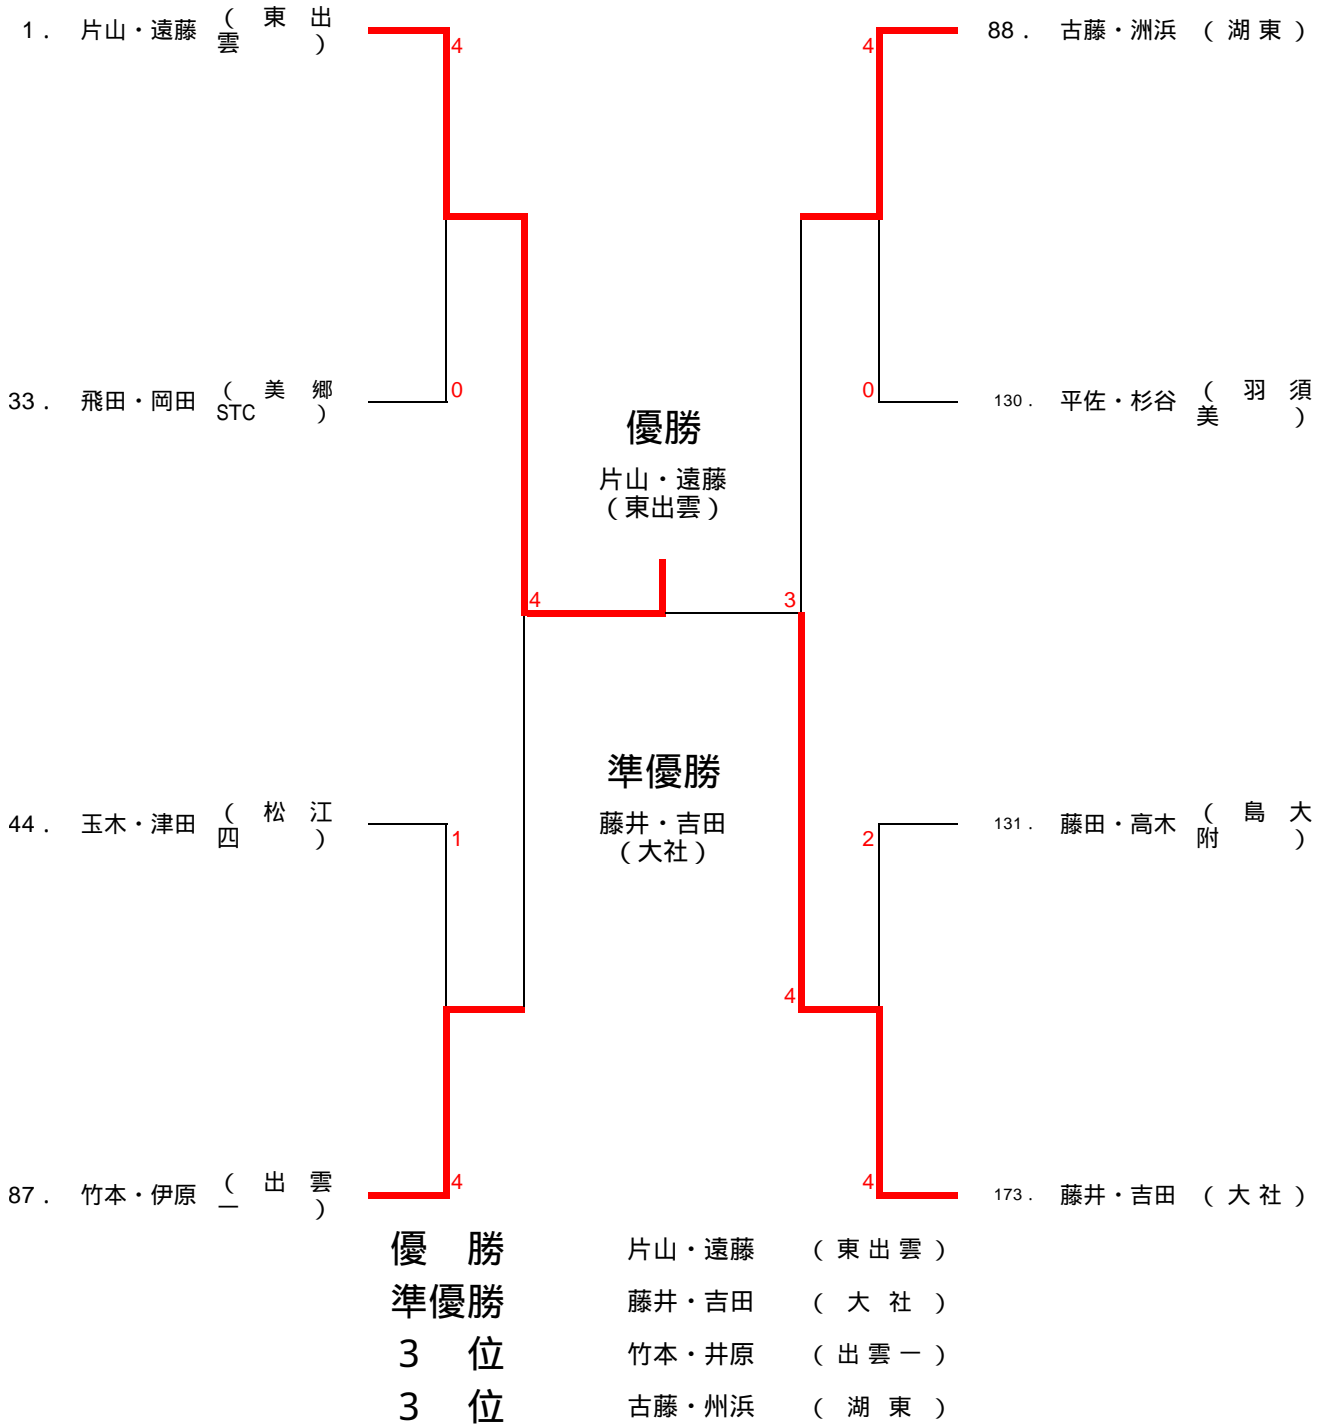 1. 片山・遠藤 (東出雲)
4
4
88. 古藤・洲浜 (湖東)
33. 飛田・岡田 (美郷STC)
0
0
130. 平佐・杉谷 (羽須美)
優勝
片山・遠藤
(東出雲)
4
3
準優勝
藤井・吉田
(大社)
44. 玉木・津田 (松江四)
1
2
131. 藤田・高木 (島大附)
4
87. 竹本・伊原 (出雲一)
4
4
173. 藤井・吉田 (大社)
優 勝 片山・遠藤 (東出雲)
準優勝 藤井・吉田 (大社)
3 位 竹本・井原 (出雲一)
3 位 古藤・州浜 (湖東)